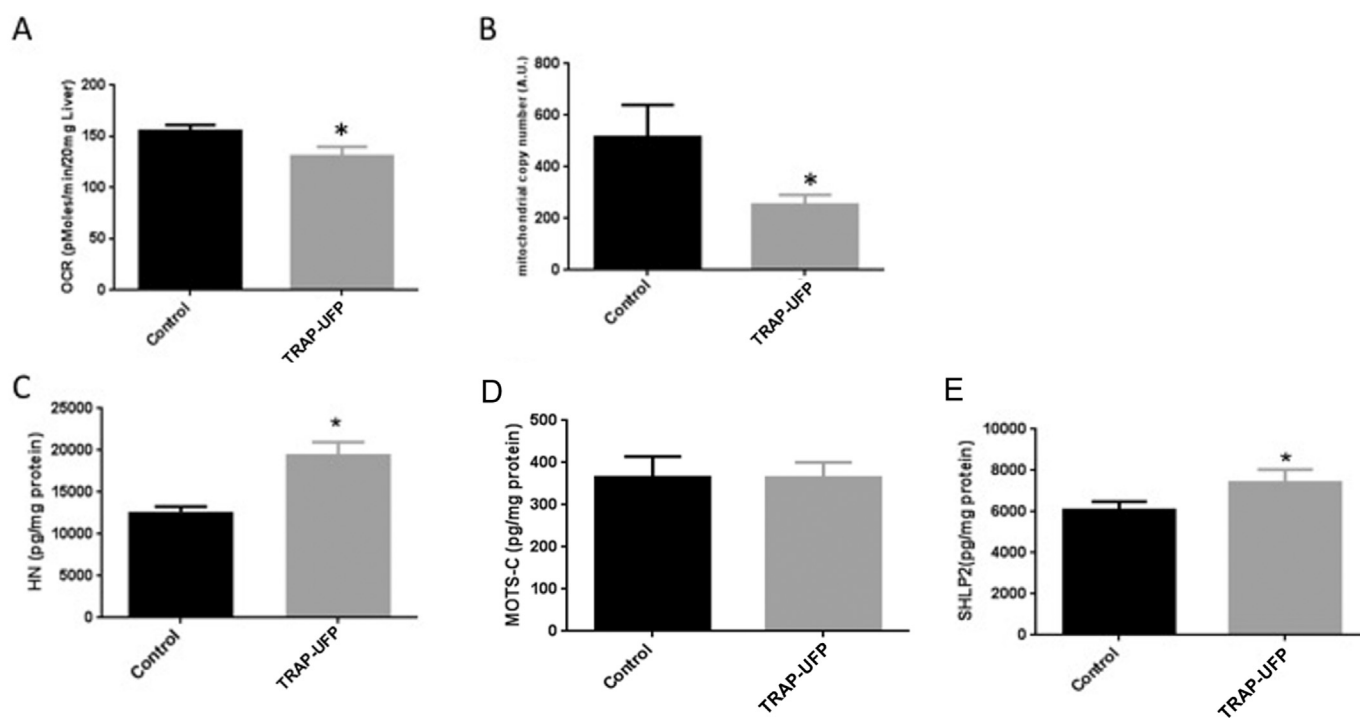 A
OCR (pMoles/min/20mg Liver)
200
150
100
50
0
*
Control
TRAP-UFP
B
mitochondrial copy number (A.U.)
800
600
400
200
0
*
Control
TRAP-UFP
C
HN (pg/mg protein)
25000
20000
15000
10000
5000
0
*
Control
TRAP-UFP
D
MOTS-C (pg/mg protein)
500
400
300
200
100
0
Control
TRAP-UFP
E
SHLP2(pg/mg protein)
10000
8000
6000
4000
2000
0
*
Control
TRAP-UFP